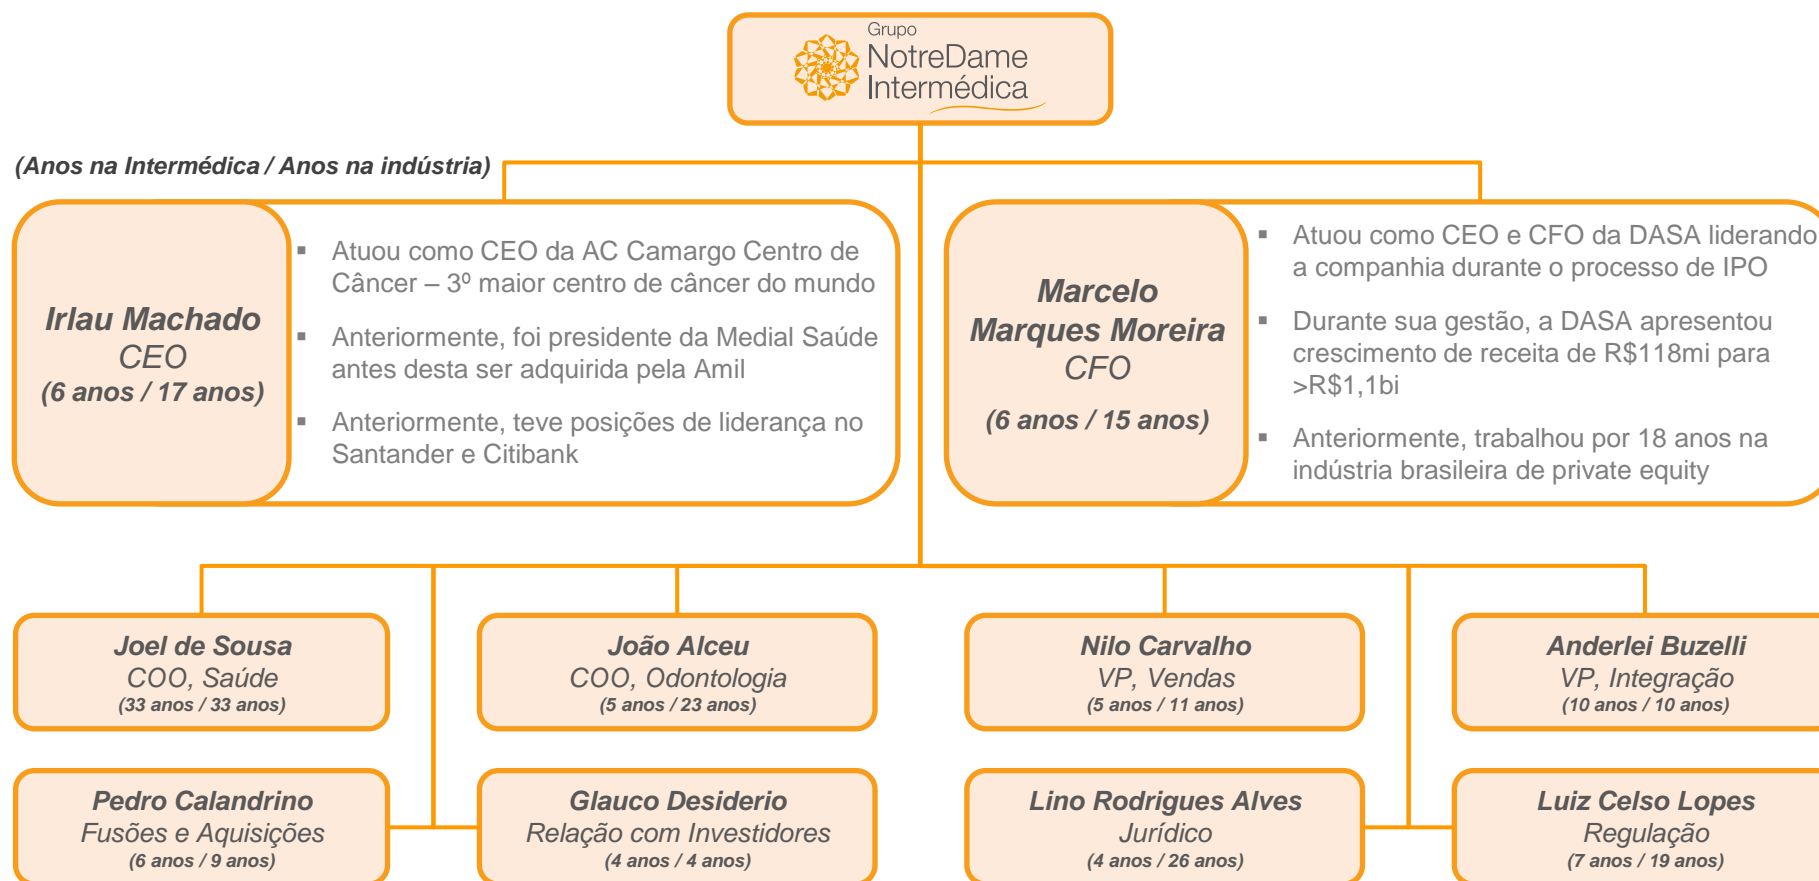 Grupo
NotreDame
Intermédica
(Anos na Intermédica / Anos na indústria)
Irlau Machado
CEO
(6 anos / 17 anos)
▪ Atuou como CEO da AC Camargo Centro de
Câncer – 3º maior centro de câncer do mundo
▪ Anteriormente, foi presidente da Medial Saúde
antes desta ser adquirida pela Amil
▪ Anteriormente, teve posições de liderança no
Santander e Citibank
Marcelo
Marques Moreira
CFO
(6 anos / 15 anos)
▪ Atuou como CEO e CFO da DASA liderando
a companhia durante o processo de IPO
▪ Durante sua gestão, a DASA apresentou
crescimento de receita de R$118mi para
>R$1,1bi
▪ Anteriormente, trabalhou por 18 anos na
indústria brasileira de private equity
Joel de Sousa
COO, Saúde
(33 anos / 33 anos)
João Alceu
COO, Odontologia
(5 anos / 23 anos)
Nilo Carvalho
VP, Vendas
(5 anos / 11 anos)
Anderlei Buzelli
VP, Integração
(10 anos / 10 anos)
Pedro Calandrino
Fusões e Aquisições
(6 anos / 9 anos)
Glauco Desiderio
Relação com Investidores
(4 anos / 4 anos)
Lino Rodrigues Alves
Jurídico
(4 anos / 26 anos)
Luiz Celso Lopes
Regulação
(7 anos / 19 anos)